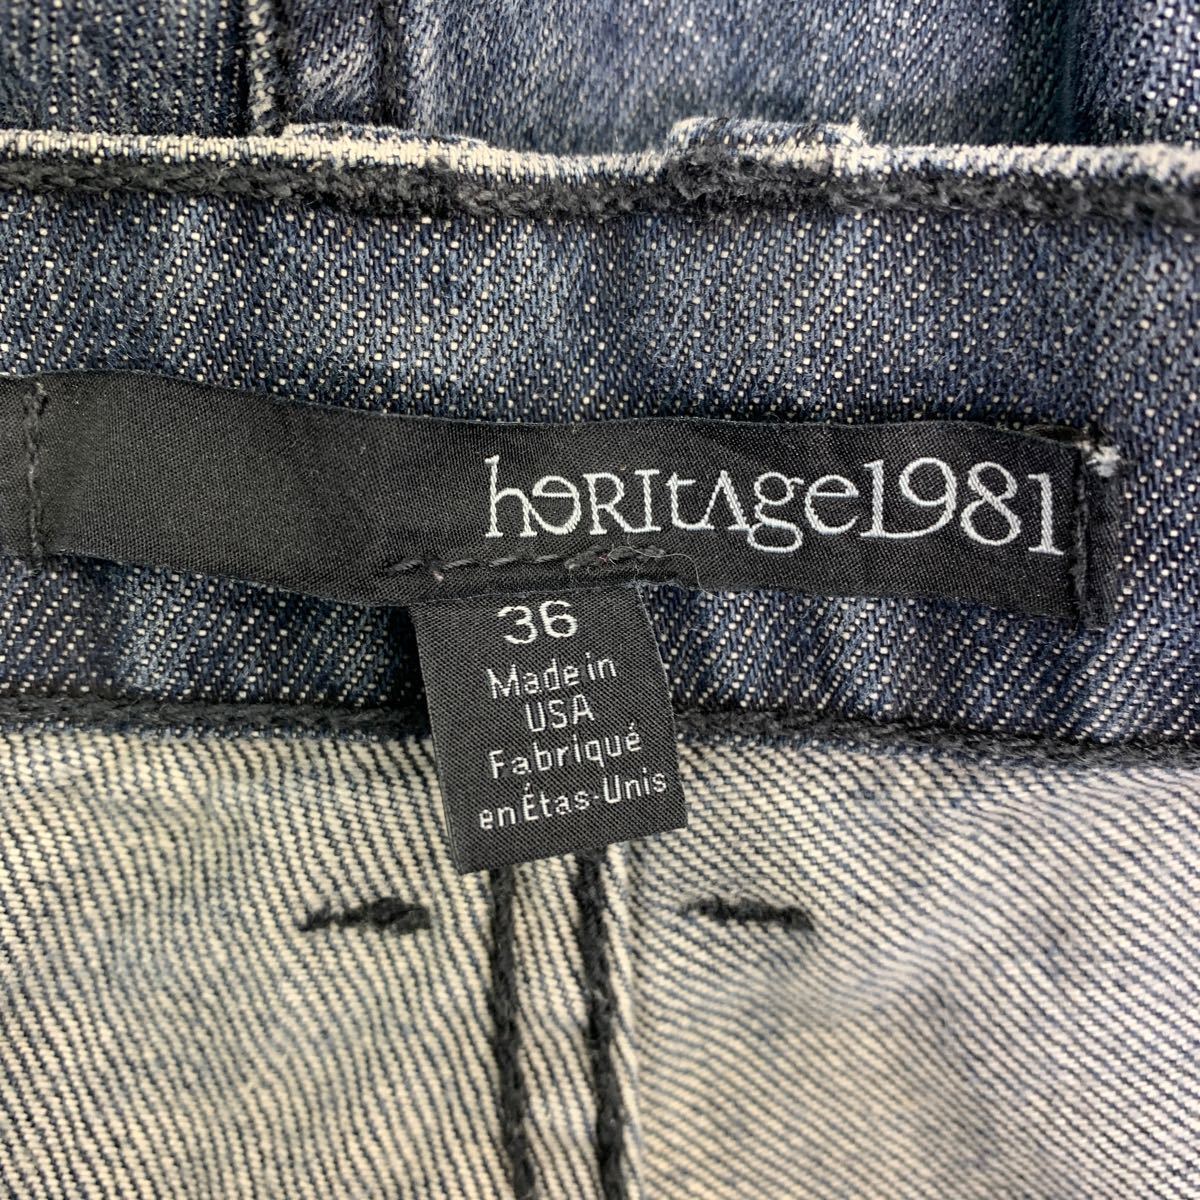 heRItAge1981
36
Made in
USA
Fabriqué
en Étas-Unis